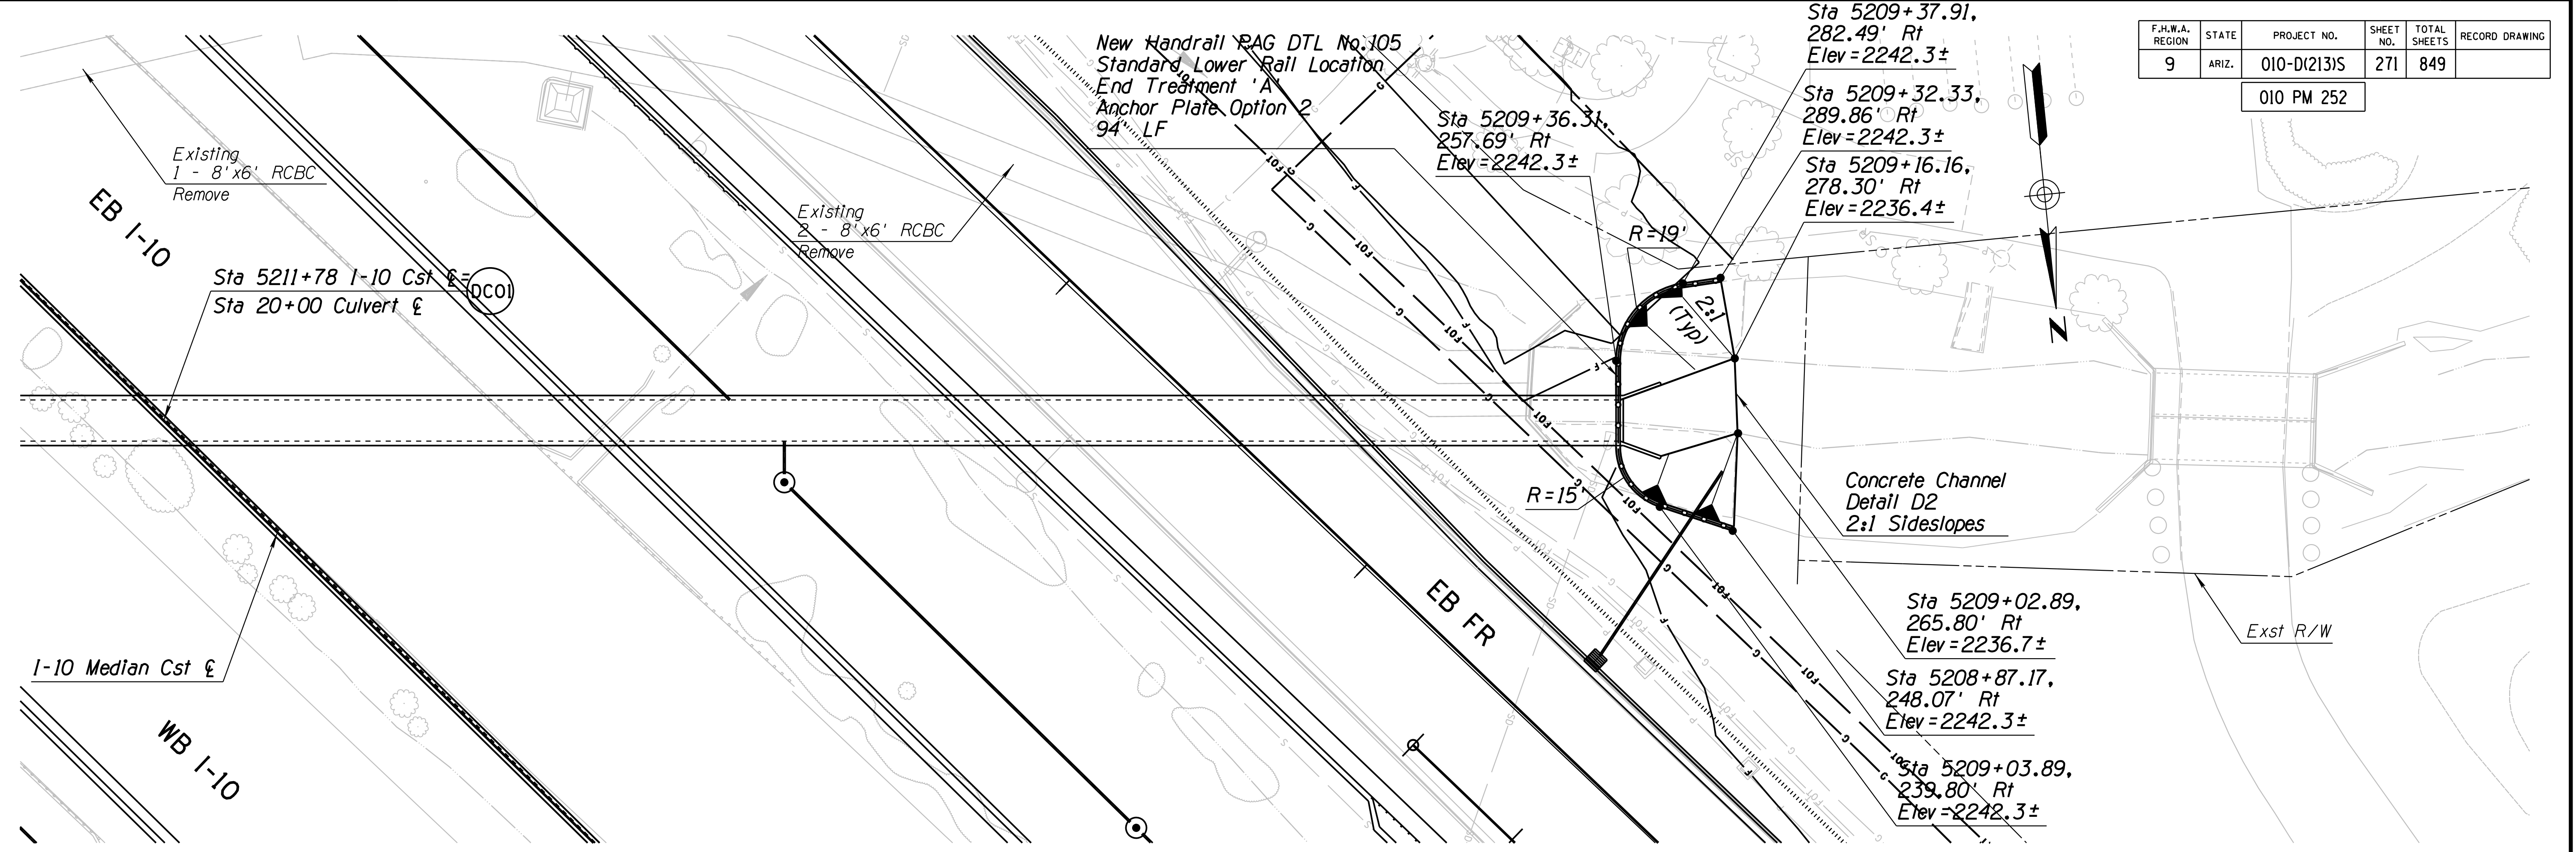 New Handrail PAG DTL No.105
Standard Lower Rail Location
End Treatment 'A'
Anchor Plate Option 2
94' LF
Sta 5209+37.91,
282.49' Rt
Elev=2242.3±
Sta 5209+32.33,
289.86' Rt
Elev=2242.3±
Sta 5209+36.31,
257.69' Rt
Elev=2242.3±
Sta 5209+16.16,
278.30' Rt
Elev=2236.4±
F.H.W.A. REGION STATE PROJECT NO. SHEET NO. TOTAL SHEETS RECORD DRAWING
9 ARIZ. 010-D(213)S 271 849
010 PM 252
Existing
1 - 8'x6' RCBC
Remove
EB I-10
Existing
2 - 8'x6' RCBC
Remove
R=19'
2:1
(Typ)
N
Sta 5211+78 I-10 Cst ℄=
Sta 20+00 Culvert ℄
DC01
R=15'
Concrete Channel
Detail D2
2:1 Sideslopes
EB FR
Sta 5209+02.89,
265.80' Rt
Elev=2236.7±
Exst R/W
I-10 Median Cst ℄
Sta 5208+87.17,
248.07' Rt
Elev=2242.3±
WB I-10
Sta 5209+03.89,
239.80' Rt
Elev=2242.3±